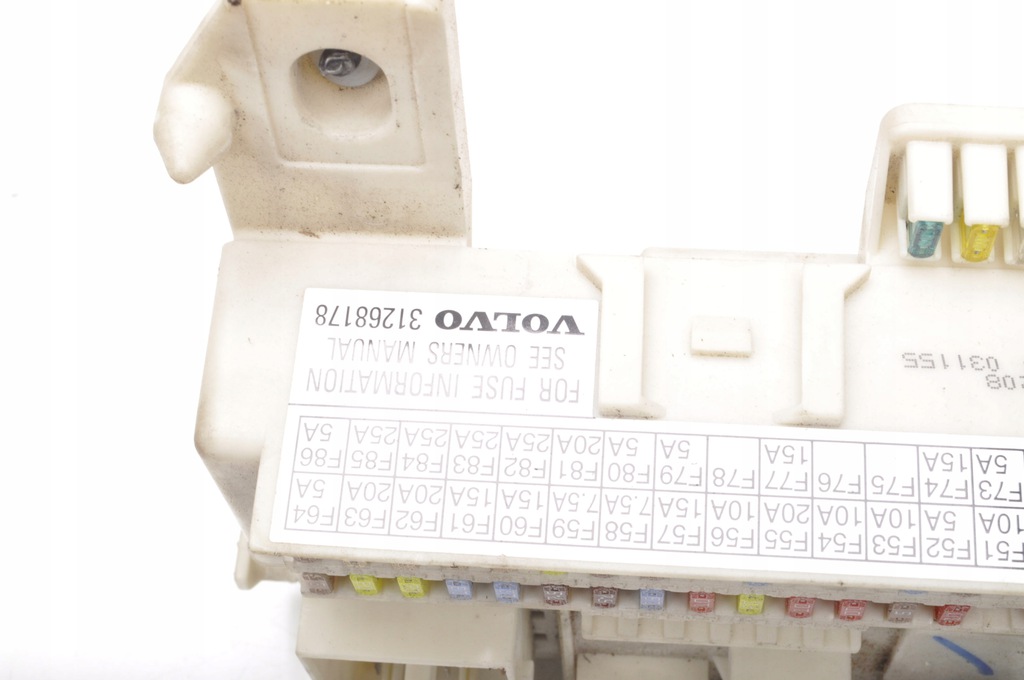 F51 F52 F53 F54 F55 F56 F57 F58 F59 F60 F61 F62 F63 F64
10A 5A 10A 10A 20A 10A 15A 7.5A 7.5A 15A 15A 20A 20A 5A
F73 F74 F75 F76 F77 F78 F79 F80 F81 F82 F83 F84 F85 F86
5A 15A 15A 5A 5A 20A 25A 25A 25A 25A 5A
FOR FUSE INFORMATION
SEE OWNERS MANUAL
VOLVO 31268178
031155